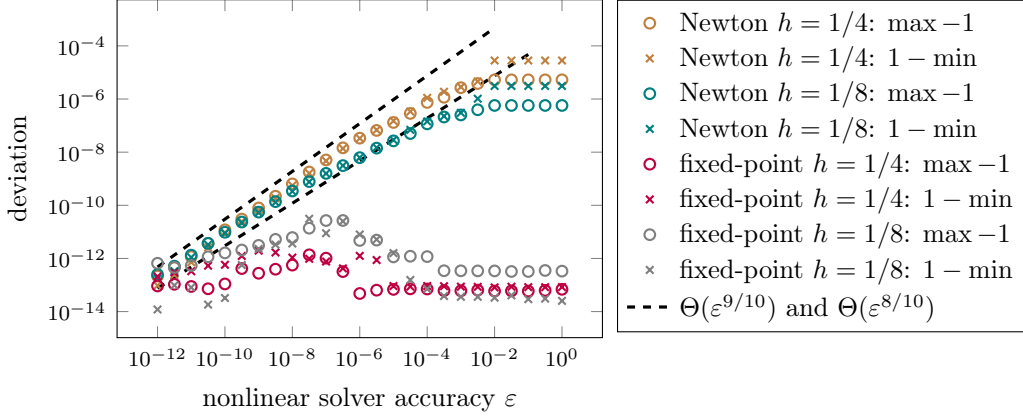 10^{-4}
10^{-6}
10^{-8}
10^{-10}
10^{-12}
10^{-14}
deviation
10^{-12} 10^{-10} 10^{-8} 10^{-6} 10^{-4} 10^{-2} 10^{0}
nonlinear solver accuracy ε
Newton h = 1/4: max −1
Newton h = 1/4: 1 − min
Newton h = 1/8: max −1
Newton h = 1/8: 1 − min
fixed-point h = 1/4: max −1
fixed-point h = 1/4: 1 − min
fixed-point h = 1/8: max −1
fixed-point h = 1/8: 1 − min
Θ(ε^{9/10}) and Θ(ε^{8/10})